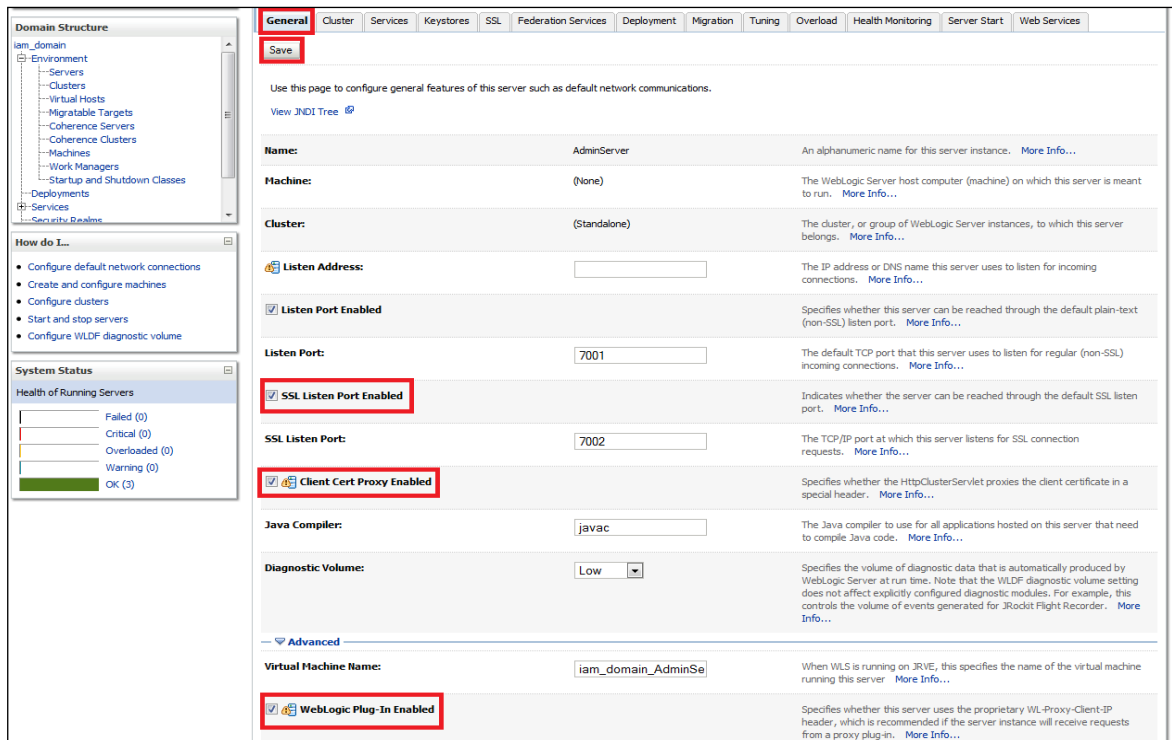 Domain Structure
iam_domain
Environment
Servers
Clusters
Virtual Hosts
Migratable Targets
Coherence Servers
Coherence Clusters
Machines
Work Managers
Startup and Shutdown Classes
Deployments
Services
Security Realms
How do I...
Configure default network connections
Create and configure machines
Configure clusters
Start and stop servers
Configure WLDF diagnostic volume
System Status
Health of Running Servers
Failed (0)
Critical (0)
Overloaded (0)
Warning (0)
OK (3)
General Cluster Services Keystores SSL Federation Services Deployment Migration Tuning Overload Health Monitoring Server Start Web Services
Save
Use this page to configure general features of this server such as default network communications.
View JNDI Tree
Name: AdminServer An alphanumeric name for this server instance. More Info...
Machine: (None) The WebLogic Server host computer (machine) on which this server is meant
to run. More Info...
Cluster: (Standalone) The cluster, or group of WebLogic Server instances, to which this server
belongs. More Info...
Listen Address: The IP address or DNS name this server uses to listen for incoming
connections. More Info...
Listen Port Enabled Specifies whether this server can be reached through the default plain-text
(non-SSL) listen port. More Info...
Listen Port: 7001 The default TCP port that this server uses to listen for regular (non-SSL)
incoming connections. More Info...
SSL Listen Port Enabled Indicates whether the server can be reached through the default SSL listen
port. More Info...
SSL Listen Port: 7002 The TCP/IP port at which this server listens for SSL connection
requests. More Info...
Client Cert Proxy Enabled Specifies whether the HttpClusterServlet proxies the client certificate in a
special header. More Info...
Java Compiler: javac The Java compiler to use for all applications hosted on this server that need
to compile Java code. More Info...
Diagnostic Volume: Low Specifies the volume of diagnostic data that is automatically produced by
WebLogic Server at run time. Note that the WLDF diagnostic volume setting
does not affect explicitly configured diagnostic modules. For example, this
controls the volume of events generated for JRockit Flight Recorder. More
Info...
Advanced
Virtual Machine Name: iam_domain_AdminSe When WLS is running on JRVE, this specifies the name of the virtual machine
running this server More Info...
WebLogic Plug-In Enabled Specifies whether this server uses the proprietary WL-Proxy-Client-IP
header, which is recommended if the server instance will receive requests
from a proxy plug-in. More Info...